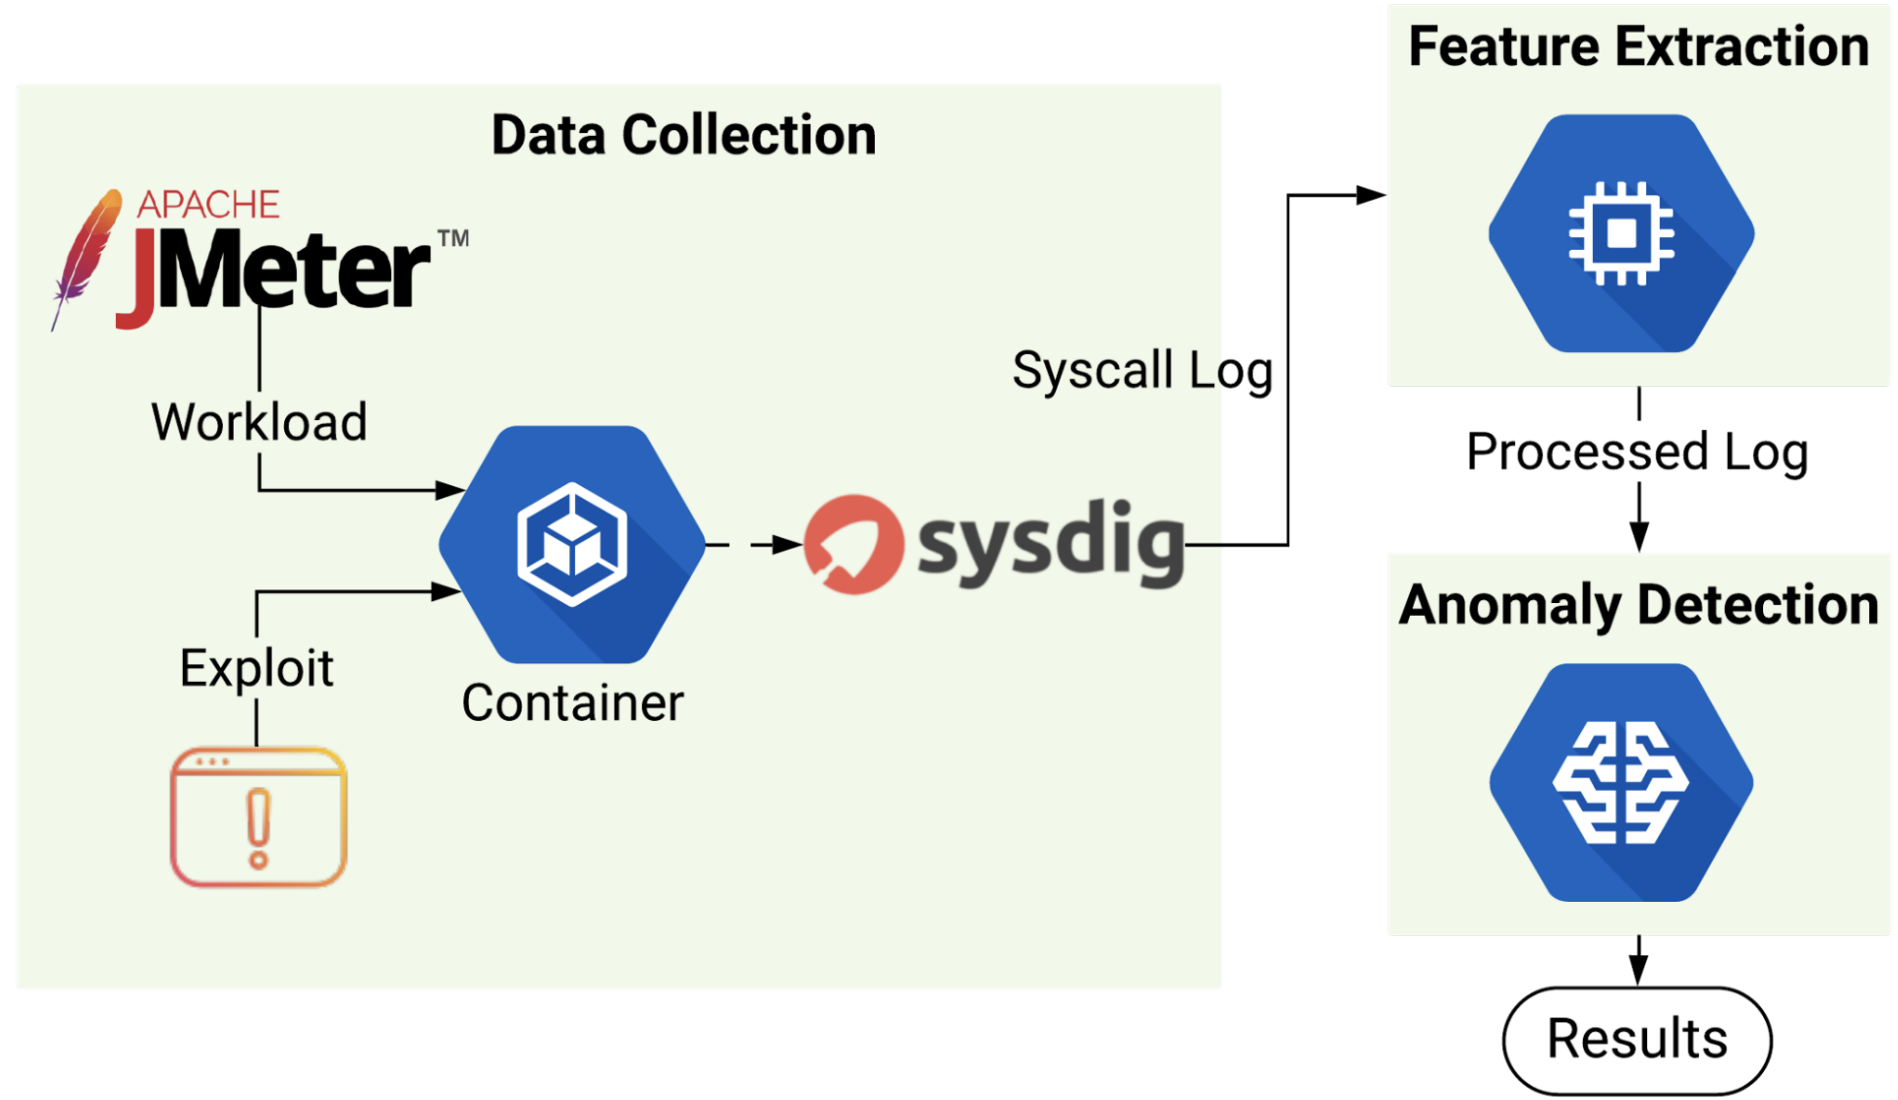 Data Collection
APACHE
JMeter™
Workload
Exploit
Container
sysdig
Syscall Log
Feature Extraction
Processed Log
Anomaly Detection
Results